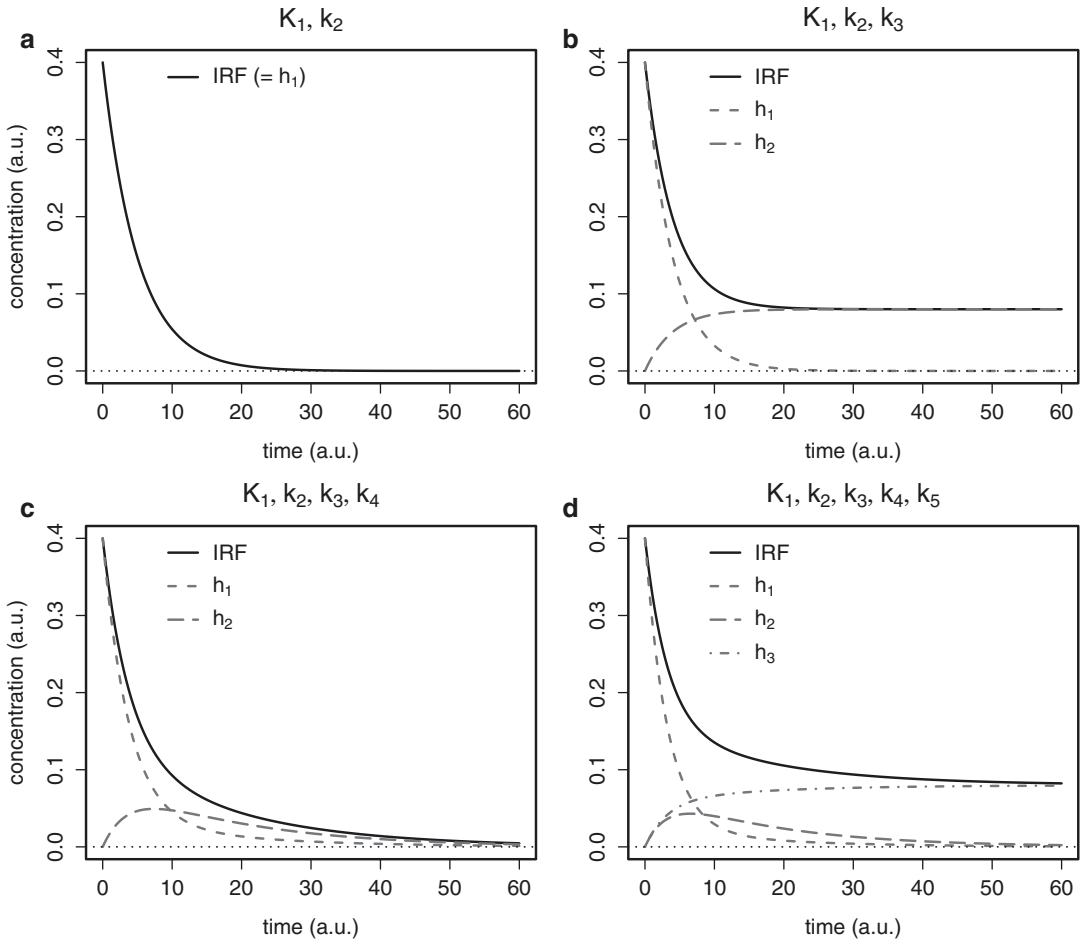 a
K₁, k₂
IRF (= h₁)
concentration (a.u.)
0.0 0.1 0.2 0.3 0.4
0 10 20 30 40 50 60
time (a.u.)
b
K₁, k₂, k₃
IRF
h₁
h₂
0.0 0.1 0.2 0.3 0.4
0 10 20 30 40 50 60
time (a.u.)
c
K₁, k₂, k₃, k₄
IRF
h₁
h₂
concentration (a.u.)
0.0 0.1 0.2 0.3 0.4
0 10 20 30 40 50 60
time (a.u.)
d
K₁, k₂, k₃, k₄, k₅
IRF
h₁
h₂
h₃
0.0 0.1 0.2 0.3 0.4
0 10 20 30 40 50 60
time (a.u.)